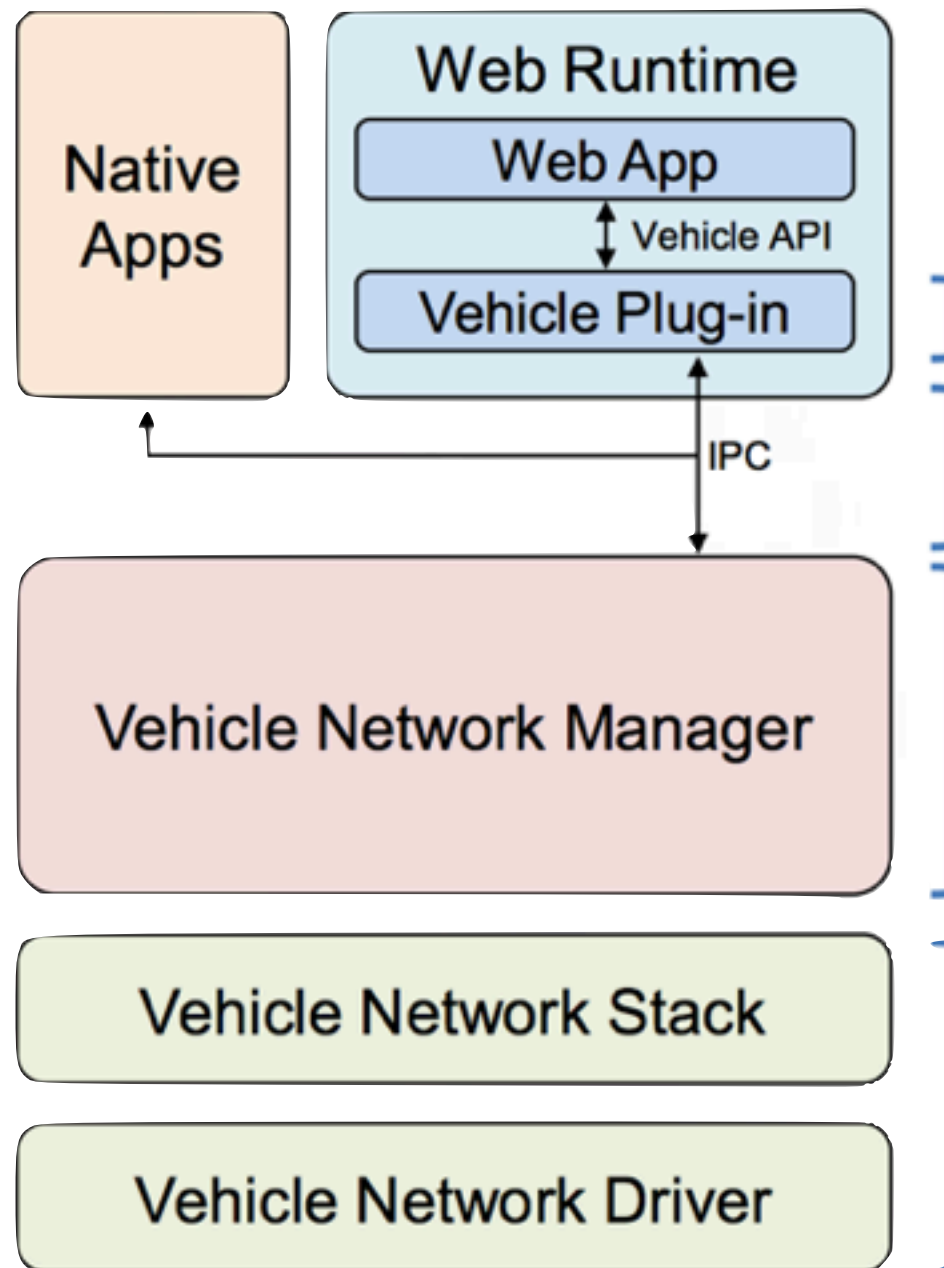 Native
Apps
Web Runtime
Web App
Vehicle API
Vehicle Plug-in
IPC
Vehicle Network Manager
Vehicle Network Stack
Vehicle Network Driver